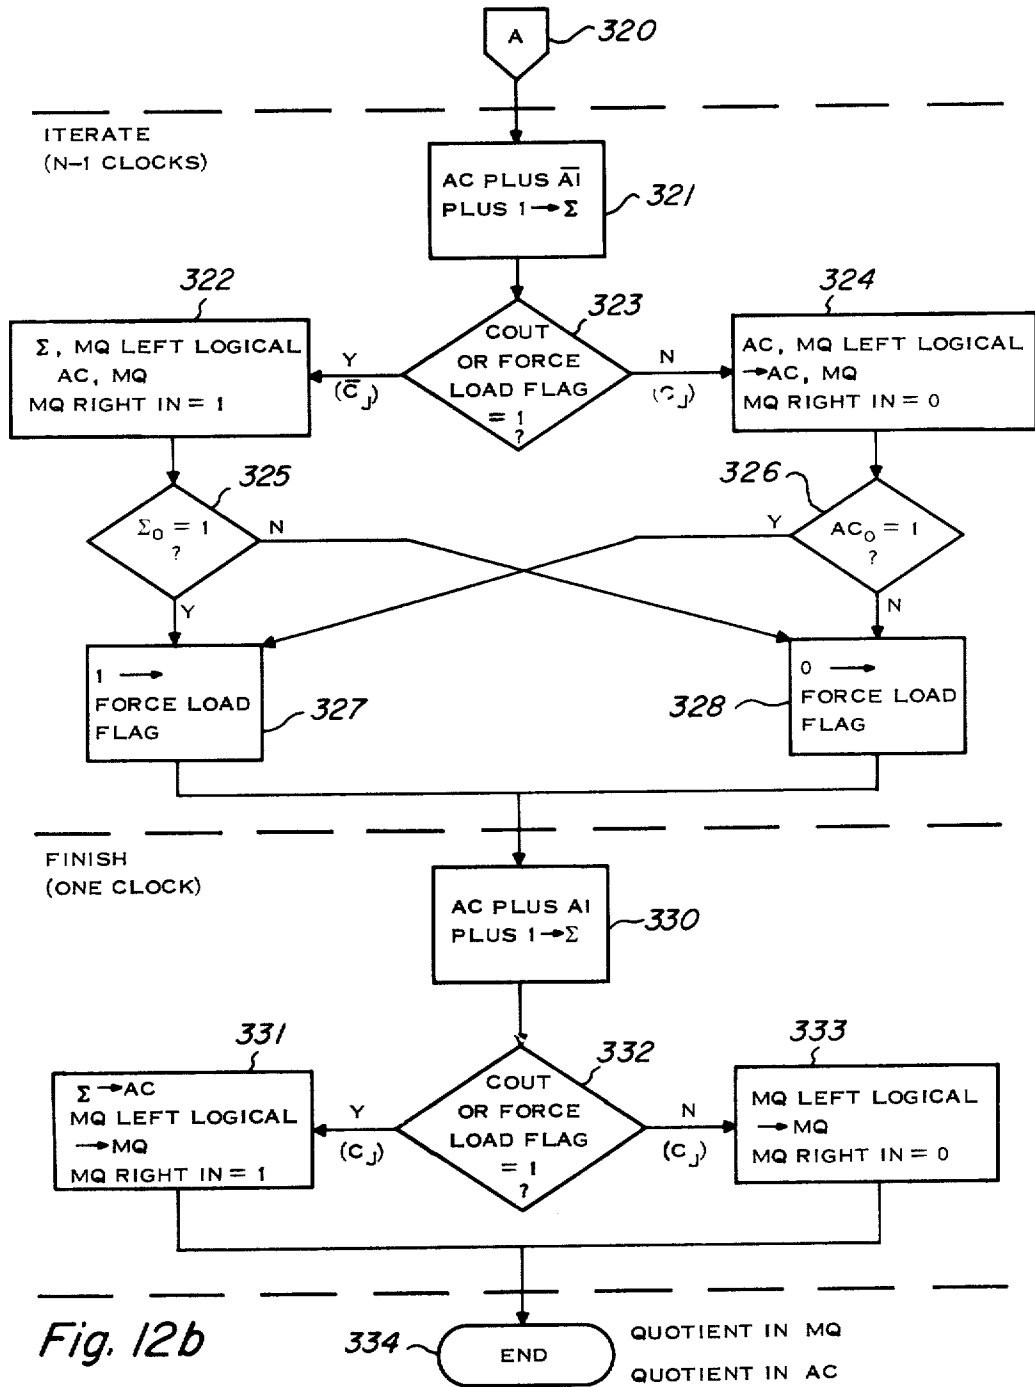 A
320
ITERATE
(N-1 CLOCKS)
AC PLUS A̅I̅
PLUS 1 → Σ
321
322
Σ, MQ LEFT LOGICAL
AC, MQ
MQ RIGHT IN = 1
Y
(C̅J)
323
COUT
OR FORCE
LOAD FLAG
= 1
?
N
(CJ)
324
AC, MQ LEFT LOGICAL
→ AC, MQ
MQ RIGHT IN = 0
325
Σ0 = 1
?
N
Y
326
AC0 = 1
?
Y
N
1 →
FORCE LOAD
FLAG
327
0 →
FORCE LOAD
FLAG
328
FINISH
(ONE CLOCK)
AC PLUS AI
PLUS 1 → Σ
330
331
Σ → AC
MQ LEFT LOGICAL
→ MQ
MQ RIGHT IN = 1
Y
(CJ)
332
COUT
OR FORCE
LOAD FLAG
= 1
?
N
(CJ)
333
MQ LEFT LOGICAL
→ MQ
MQ RIGHT IN = 0
Fig. 12b
334
END
QUOTIENT IN MQ
QUOTIENT IN AC